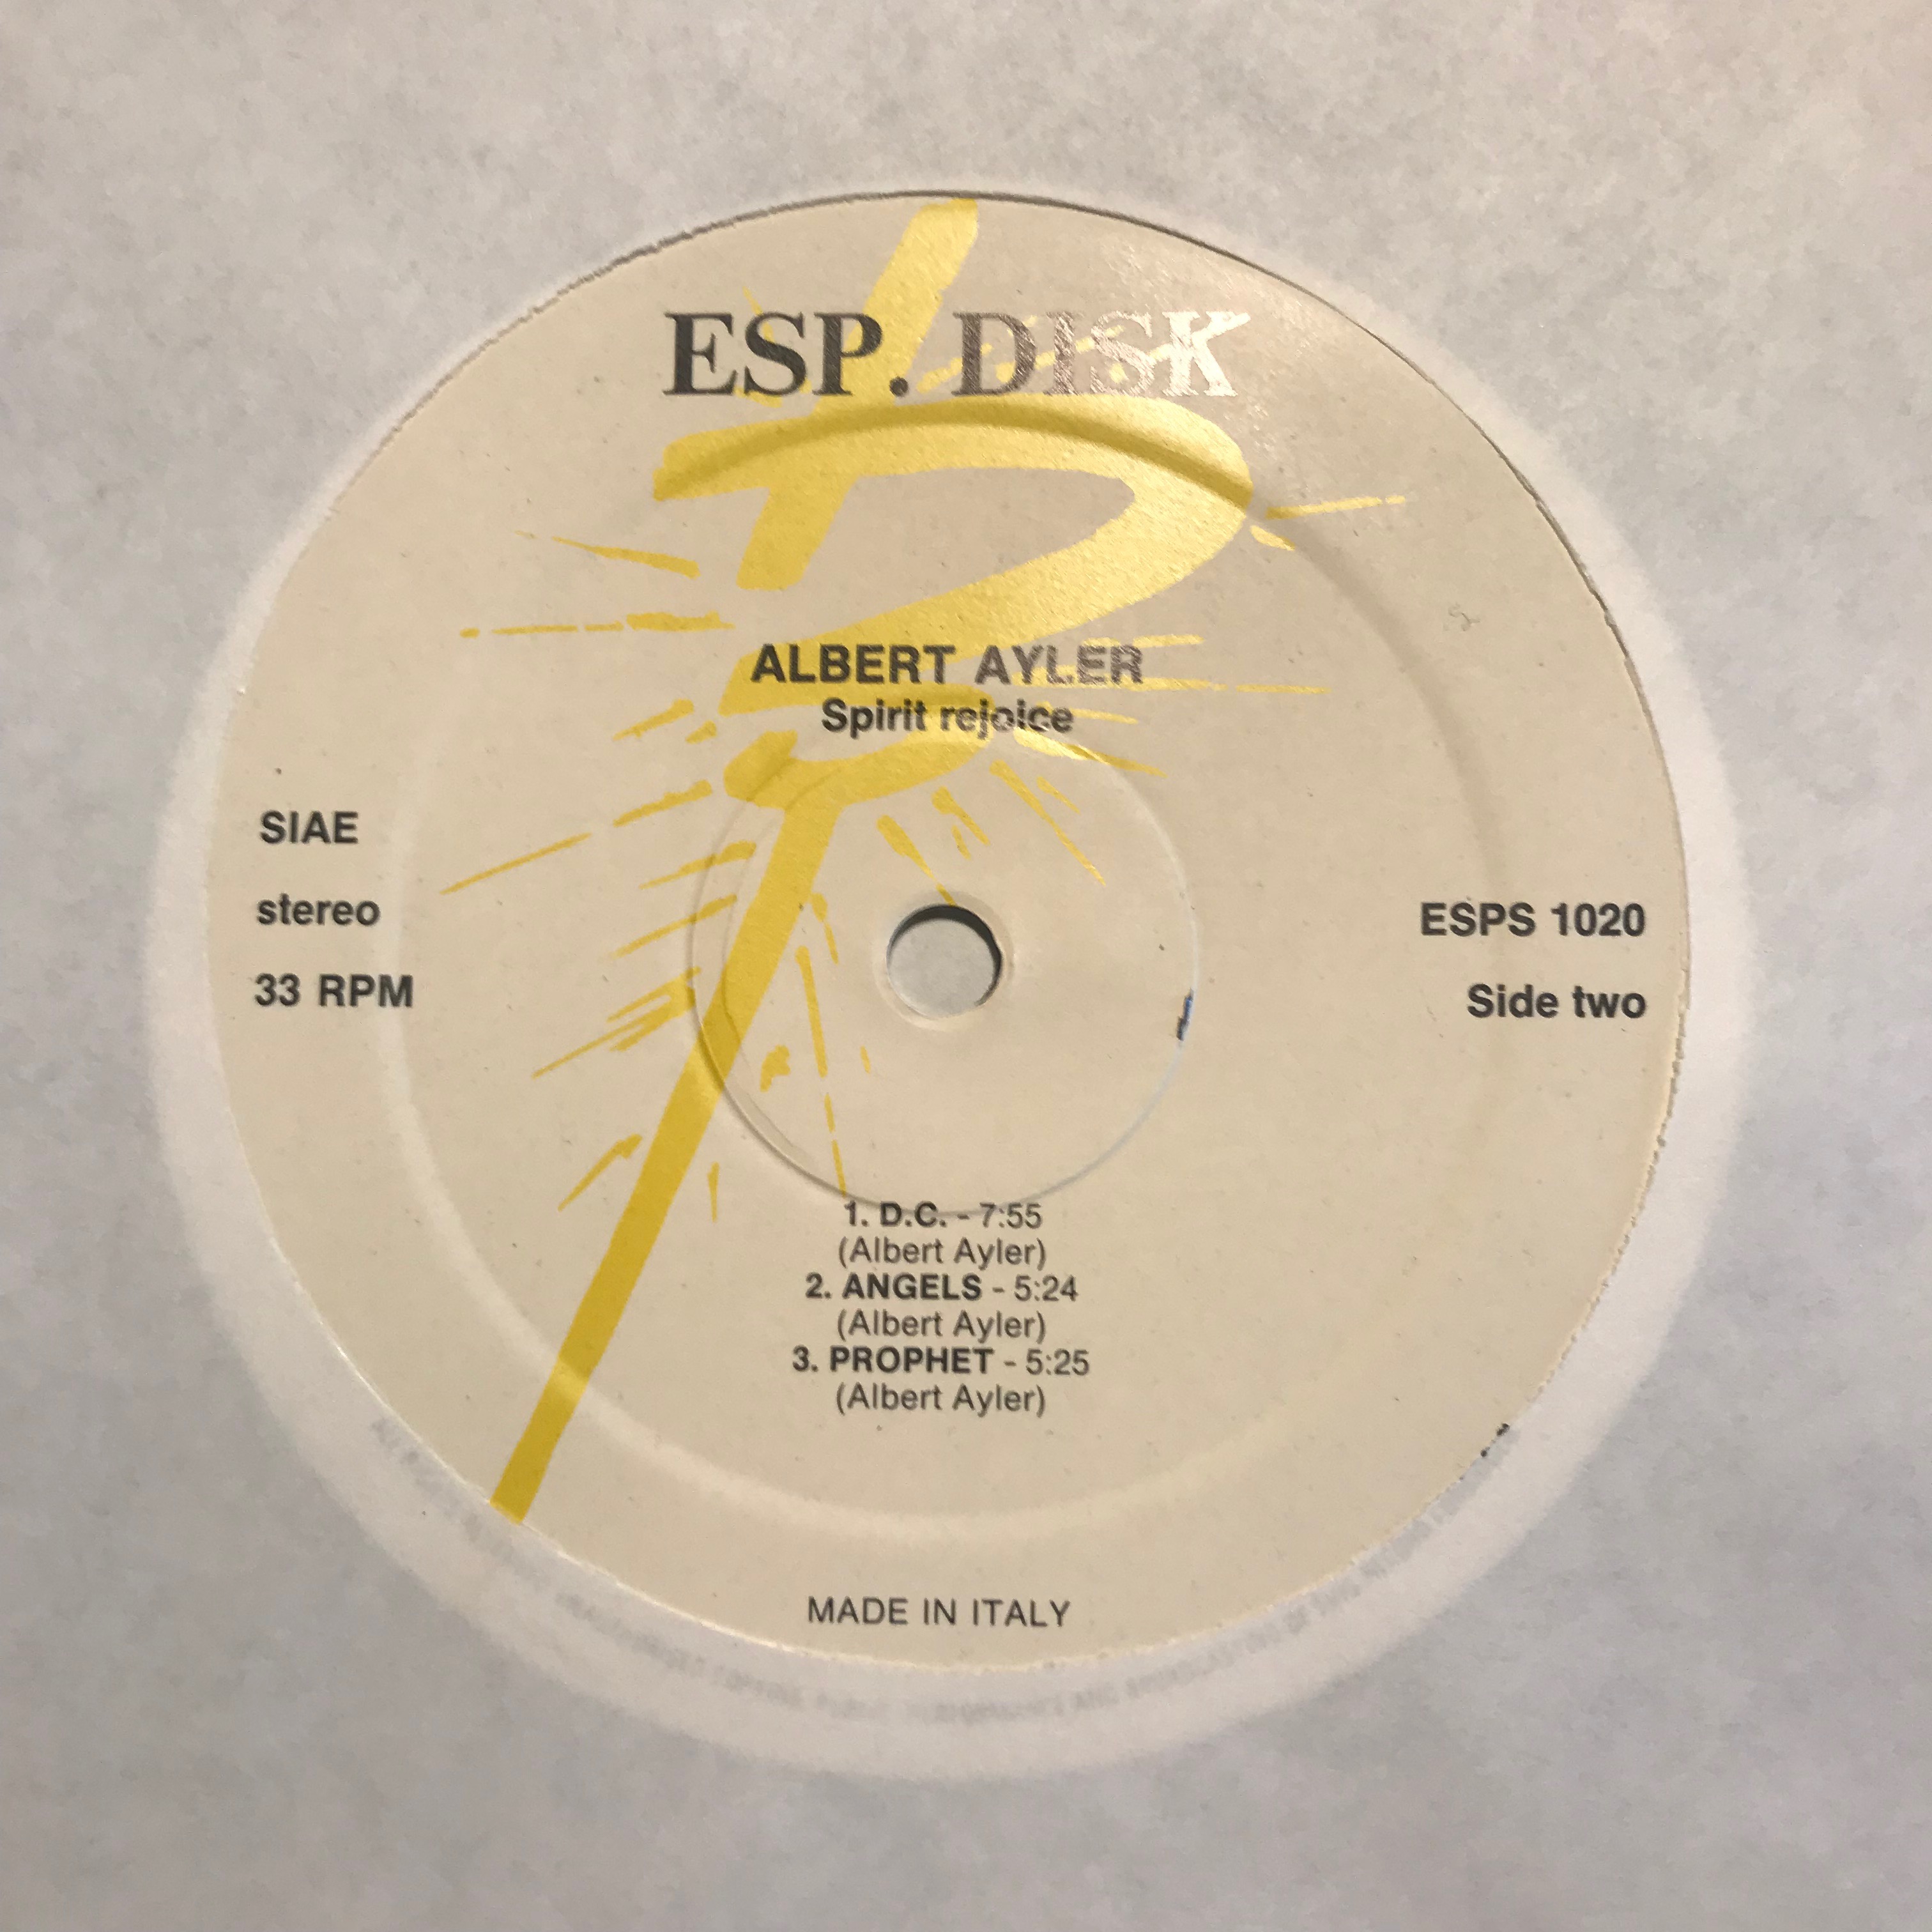 ESP. DISK
ALBERT AYLER
Spirit rejoice
SIAE
stereo
33 RPM
ESPS 1020
Side two
1. D.C. - 7:55
(Albert Ayler)
2. ANGELS - 5:24
(Albert Ayler)
3. PROPHET - 5:25
(Albert Ayler)
MADE IN ITALY